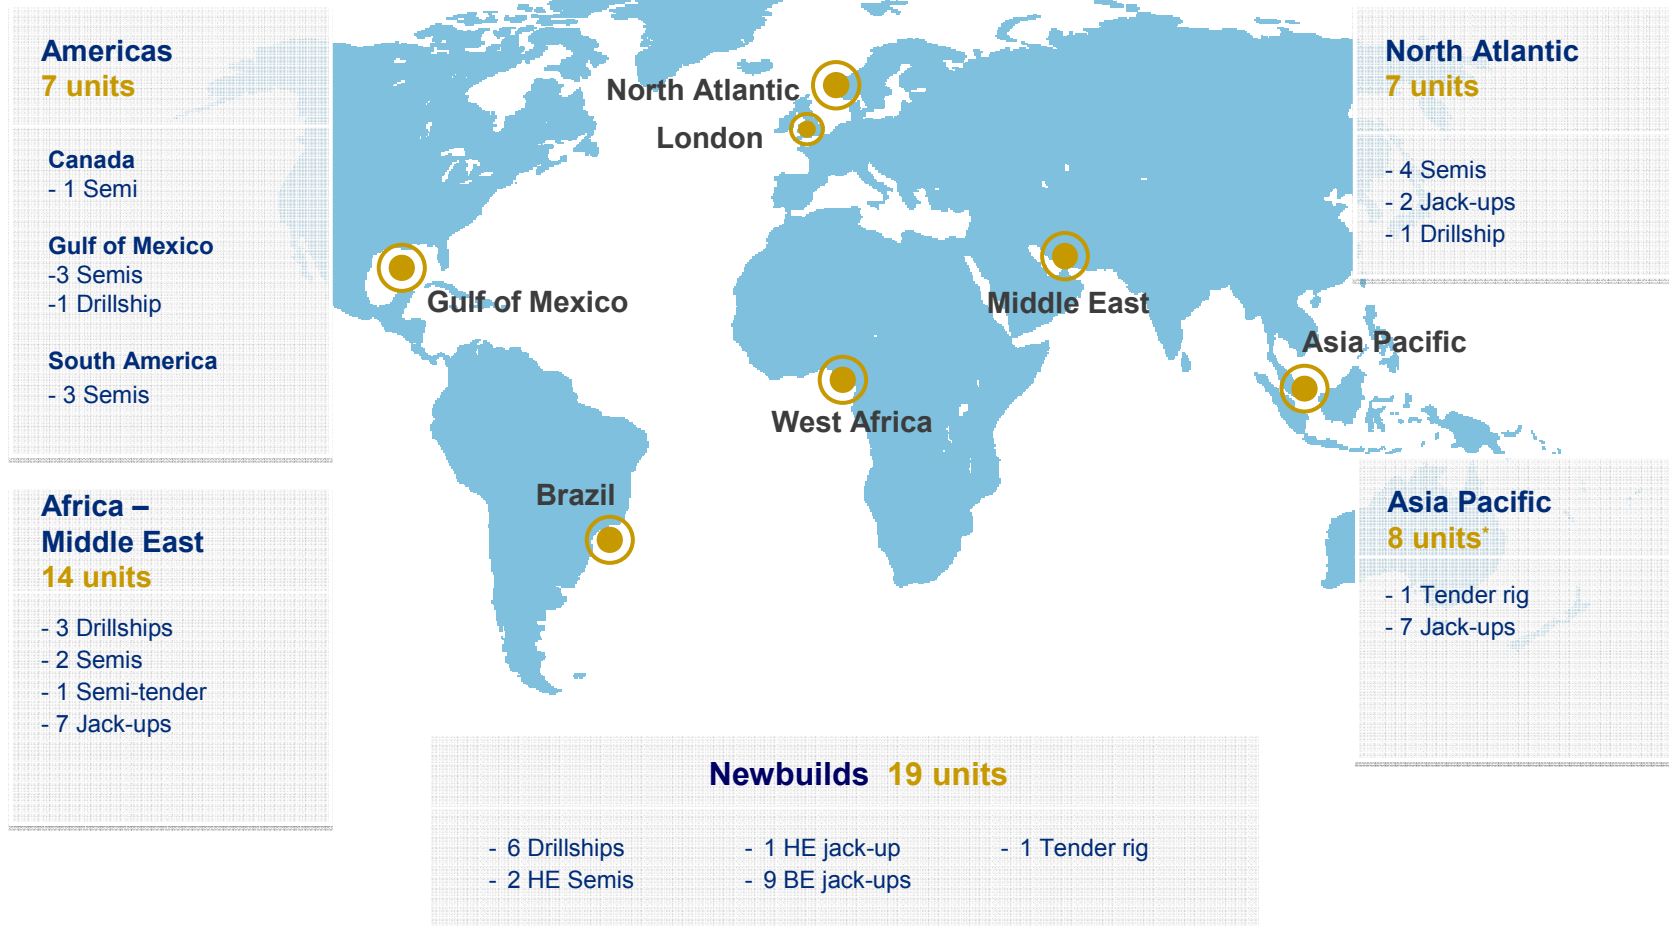 Americas
7 units
Canada
- 1 Semi
Gulf of Mexico
-3 Semis
-1 Drillship
South America
- 3 Semis
Africa –
Middle East
14 units
- 3 Drillships
- 2 Semis
- 1 Semi-tender
- 7 Jack-ups
North Atlantic
London
Gulf of Mexico
Middle East
Asia Pacific
West Africa
Brazil
North Atlantic
7 units
- 4 Semis
- 2 Jack-ups
- 1 Drillship
Asia Pacific
8 units*
- 1 Tender rig
- 7 Jack-ups
Newbuilds 19 units
- 6 Drillships
- 2 HE Semis
- 1 HE jack-up
- 9 BE jack-ups
- 1 Tender rig